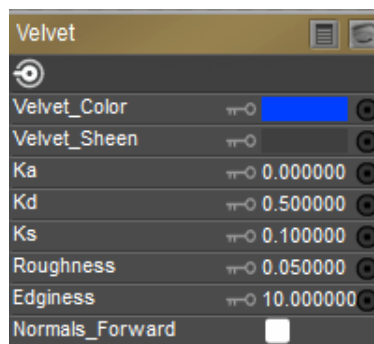 Velvet
Velvet_Color
Velvet_Sheen
Ka 0.000000
Kd 0.500000
Ks 0.100000
Roughness 0.050000
Edginess 10.000000
Normals_Forward